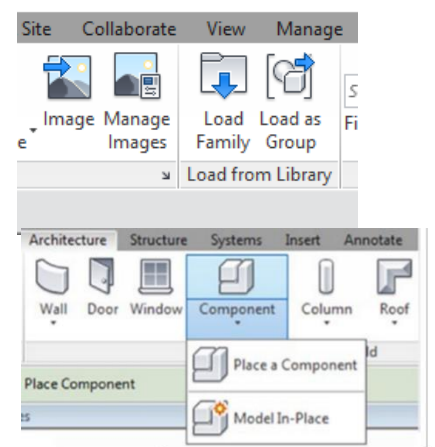 Site Collaborate View Manage
Image Manage Load Load as
Images Family Group
Load from Library
Architecture Structure Systems Insert Annotate
Wall Door Window Component Column Roof
Place a Component
Place Component
Model In-Place